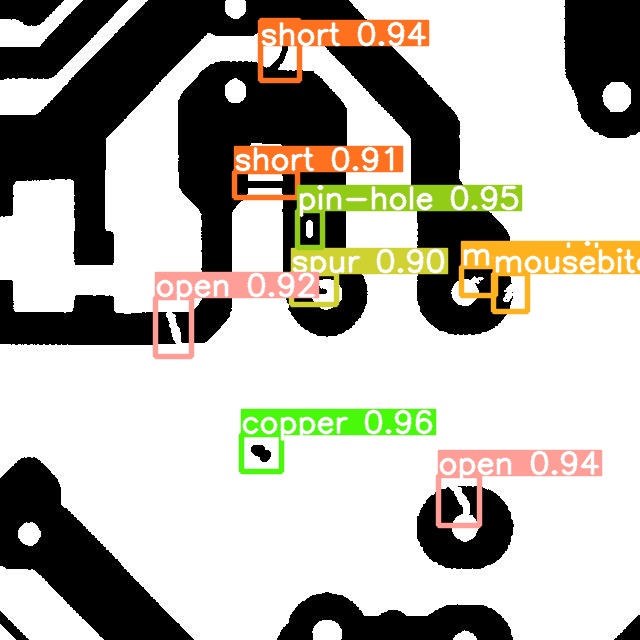 short 0.94
short 0.91
pin-hole 0.95
spur 0.90
m
mousebite
open 0.92
copper 0.96
open 0.94